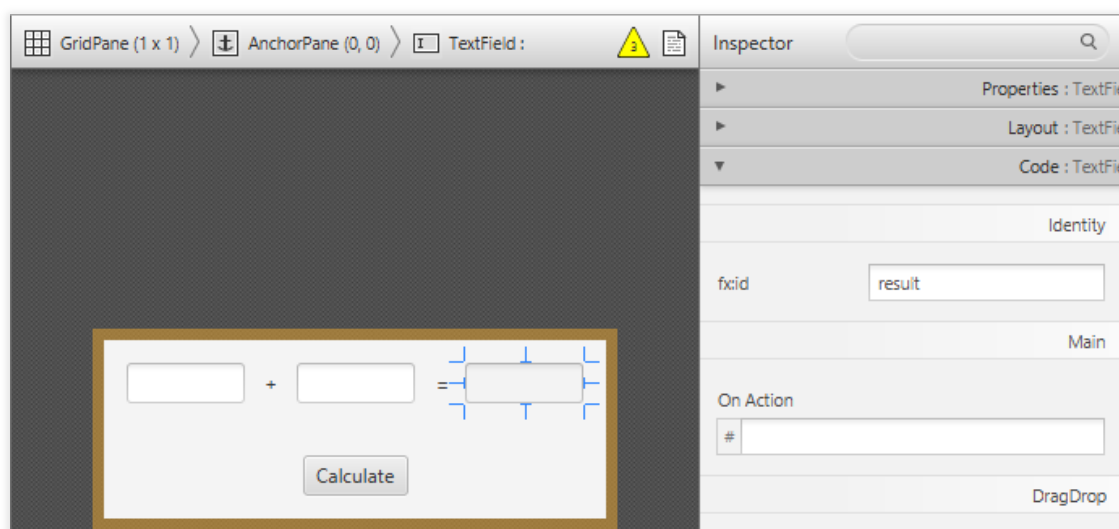 GridPane (1 x 1) AnchorPane (0, 0) TextField : 3
Inspector
Properties : TextFi
Layout : TextFi
Code : TextFi
Identity
fx:id result
Main
On Action
#
DragDrop
+ =
Calculate